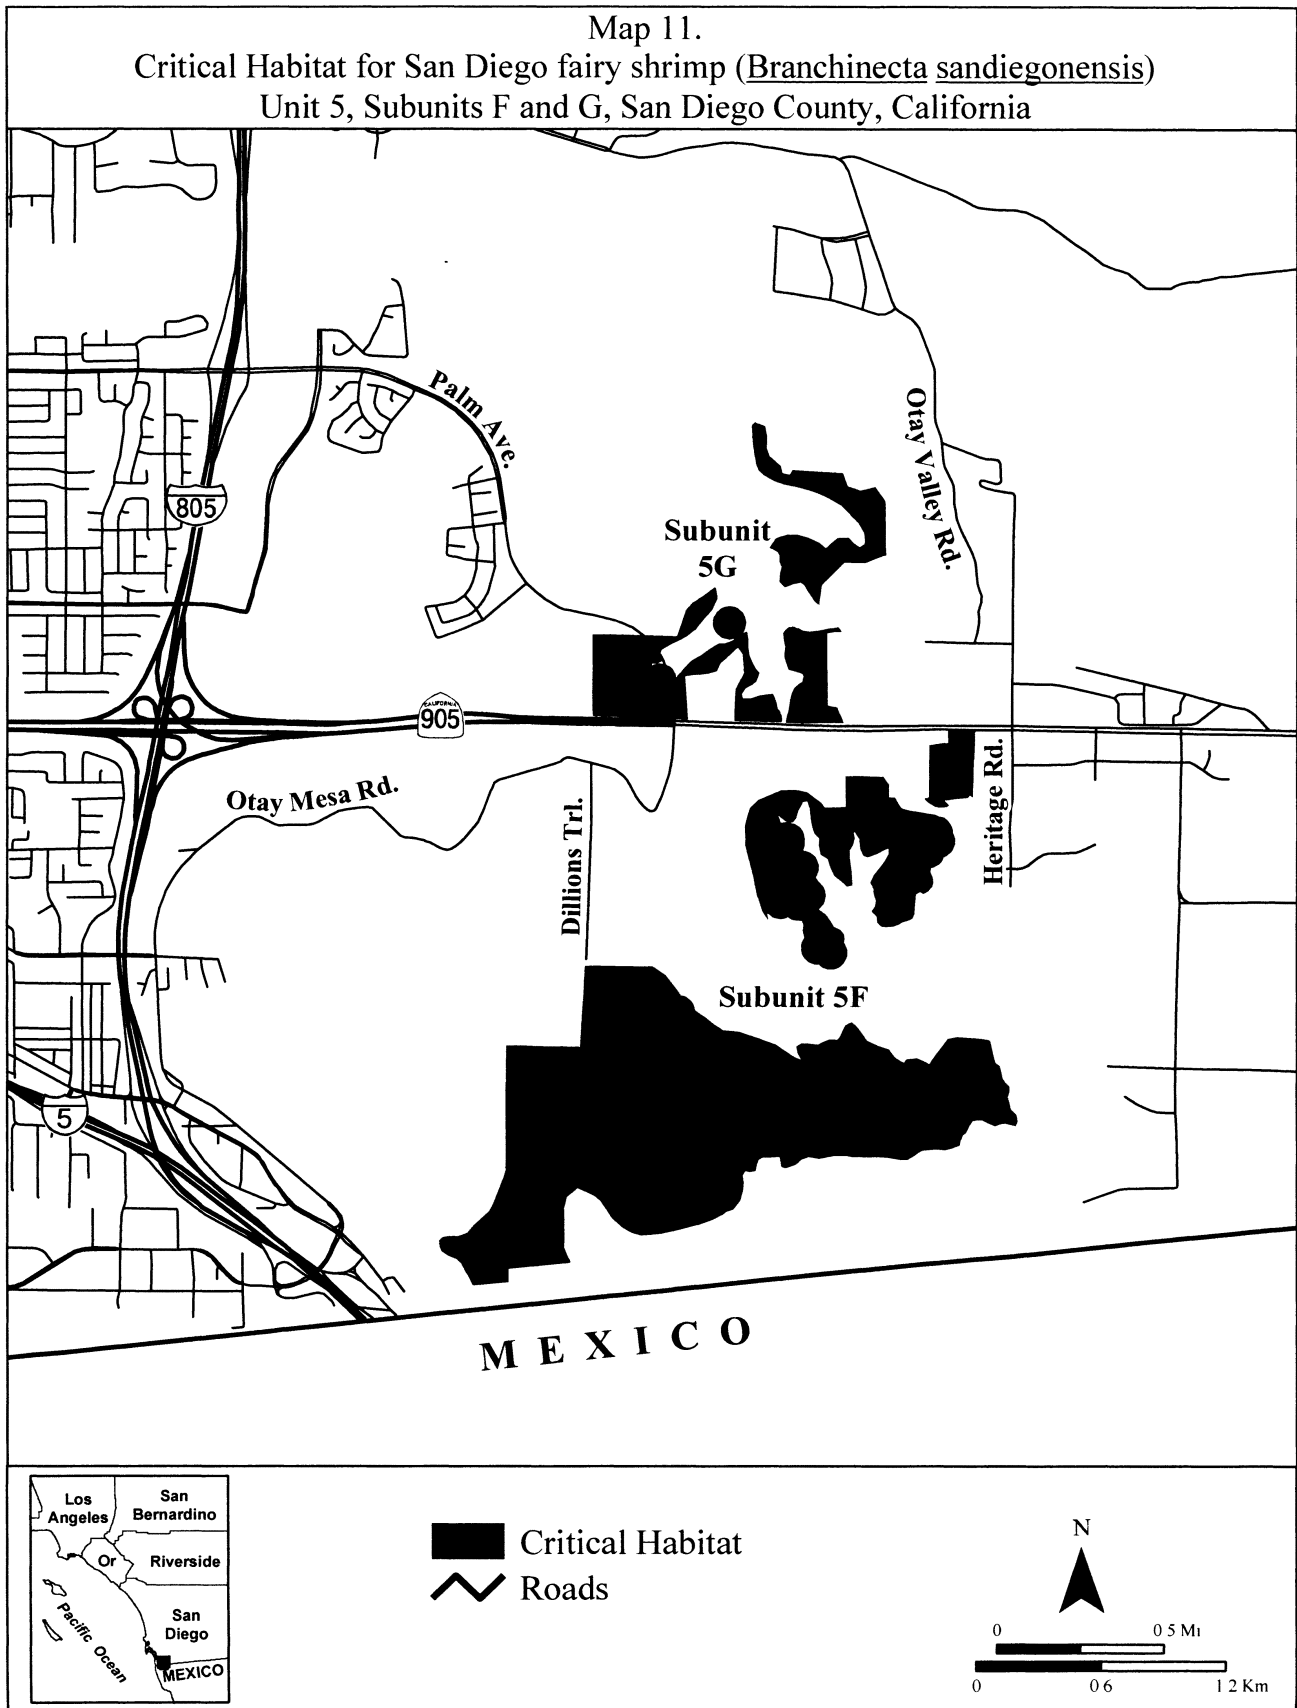 Map 11.
Critical Habitat for San Diego fairy shrimp (Branchinecta sandiegonensis)
Unit 5, Subunits F and G, San Diego County, California
Palm Ave.
Otay Valley Rd.
805
Subunit
5G
CALIFORNIA
905
Otay Mesa Rd.
Dillions Trl.
Heritage Rd.
Subunit 5F
5
MEXICO
Los
Angeles
San
Bernardino
Or
Riverside
San
Diego
Pacific Ocean
MEXICO
Critical Habitat
Roads
N
0 0 5 Mi
0 0 6 1 2 Km